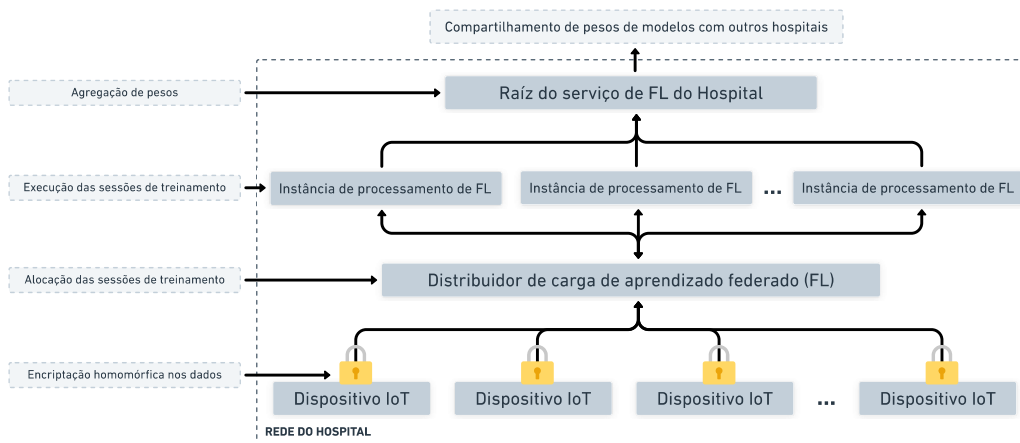 Compartilhamento de pesos de modelos com outros hospitais
Agregação de pesos
Raíz do serviço de FL do Hospital
Execução das sessões de treinamento
Instância de processamento de FL
Instância de processamento de FL
...
Instância de processamento de FL
Alocação das sessões de treinamento
Distribuidor de carga de aprendizado federado (FL)
Encriptação homomórfica nos dados
Dispositivo IoT
Dispositivo IoT
Dispositivo IoT
...
Dispositivo IoT
REDE DO HOSPITAL